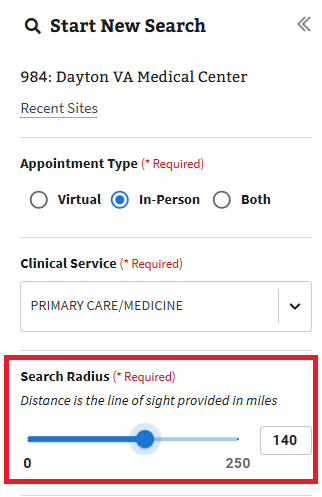 Start New Search
984: Dayton VA Medical Center
Recent Sites
Appointment Type (* Required)
Virtual In-Person Both
Clinical Service (* Required)
PRIMARY CARE/MEDICINE
Search Radius (* Required)
Distance is the line of sight provided in miles
140
0 250